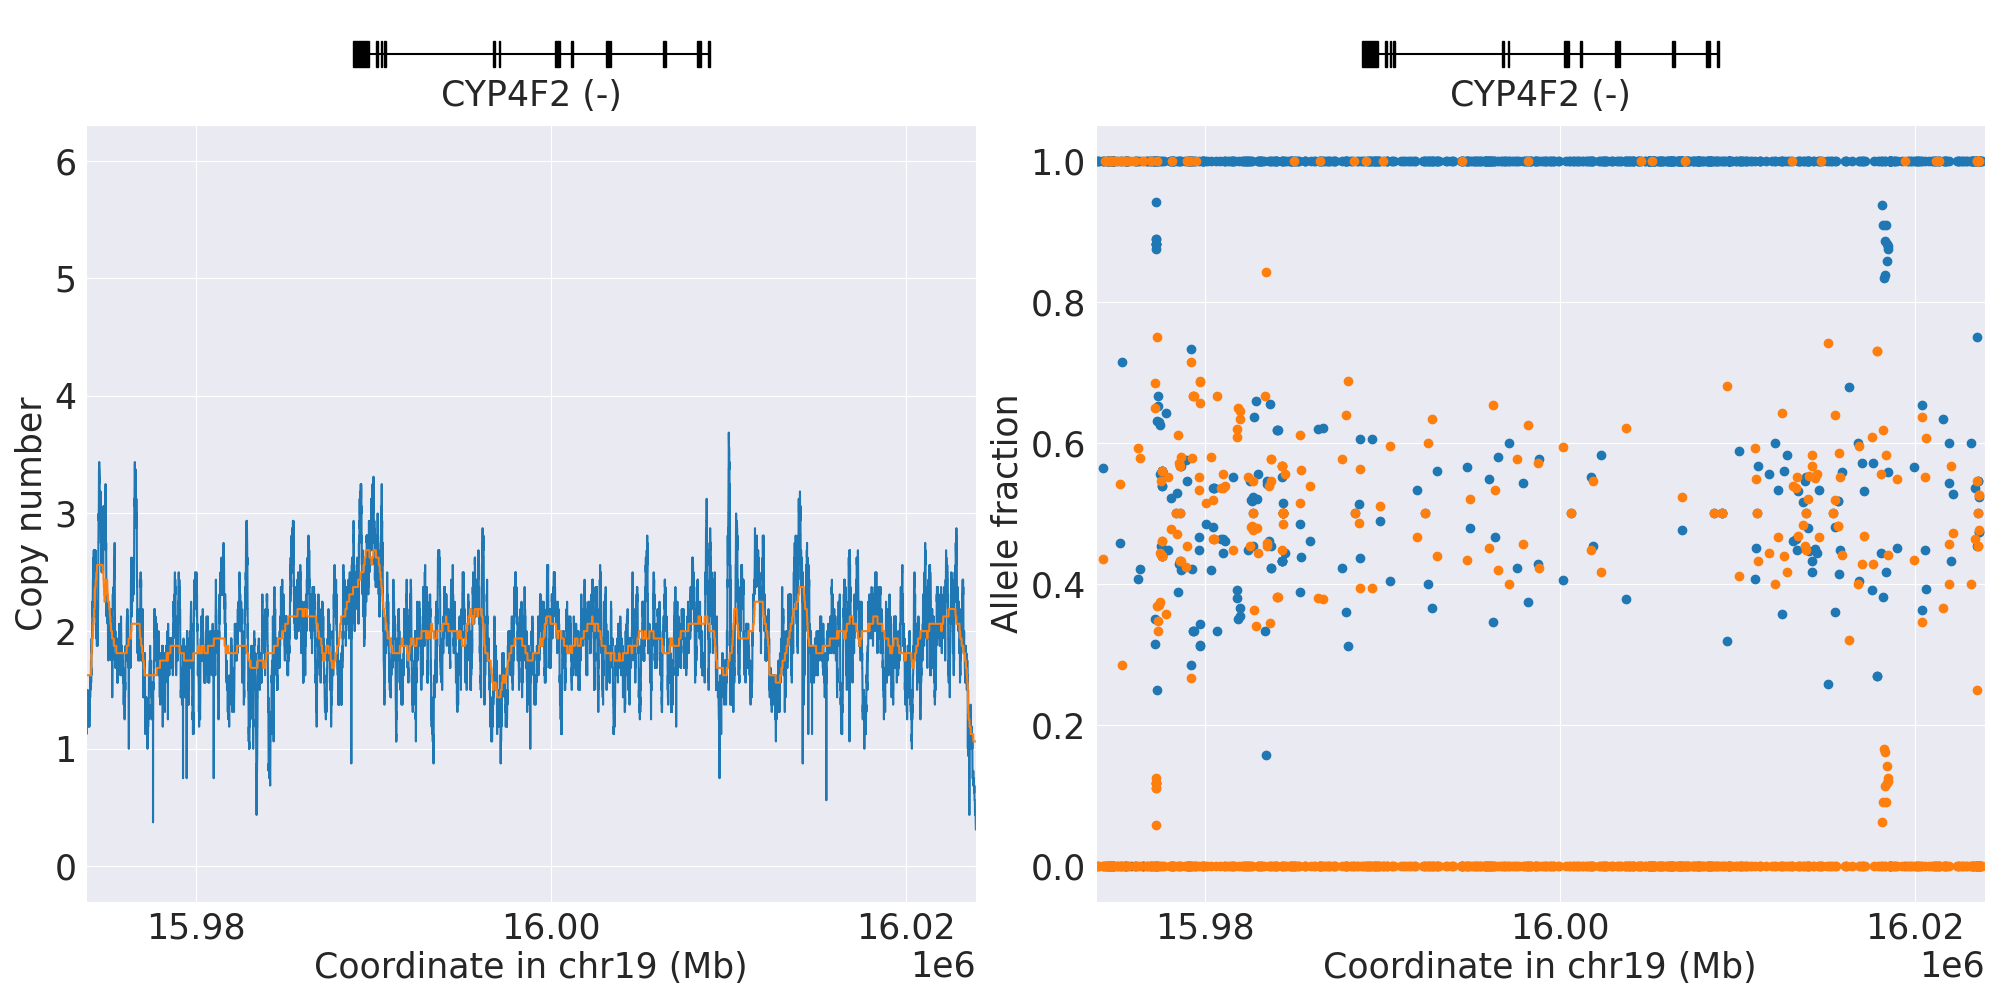 CYP4F2 (-)
6
5
4
3
2
1
0
Copy number
15.98
16.00
16.02
Coordinate in chr19 (Mb)
1e6
CYP4F2 (-)
1.0
0.8
0.6
0.4
0.2
0.0
Allele fraction
15.98
16.00
16.02
Coordinate in chr19 (Mb)
1e6